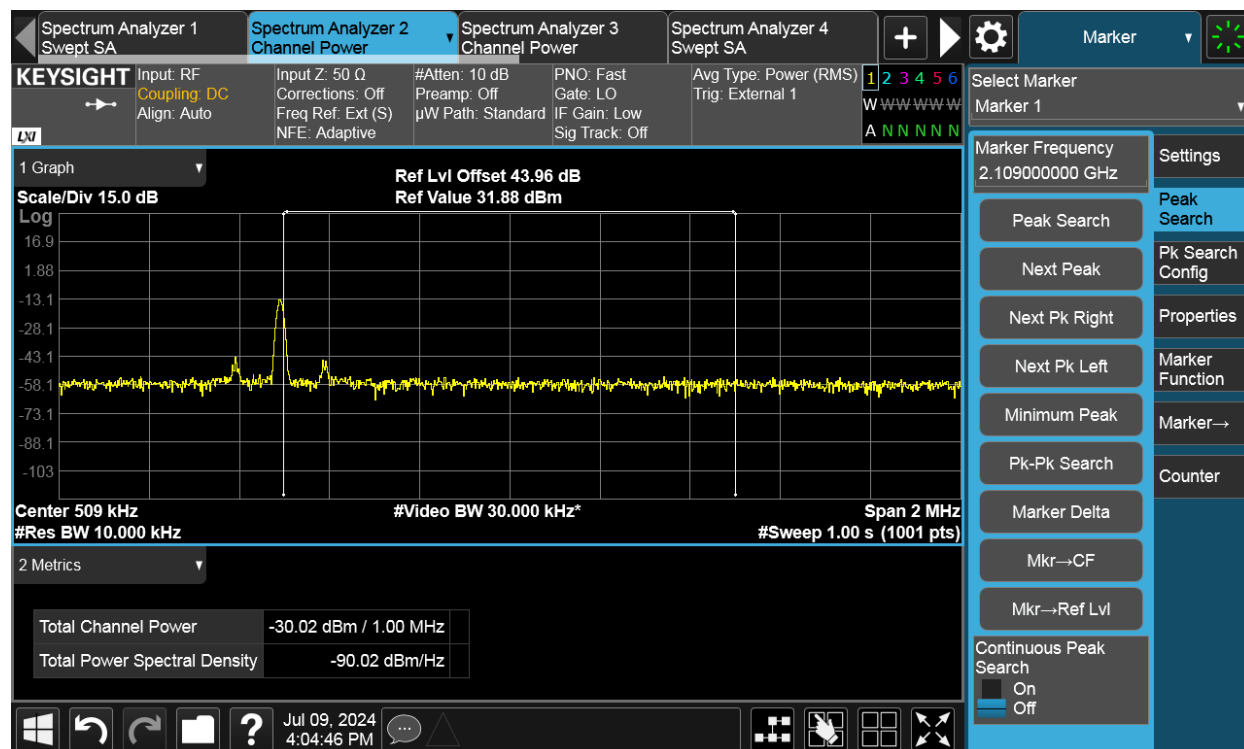 Spectrum Analyzer 1
Swept SA
Spectrum Analyzer 2
Channel Power
Spectrum Analyzer 3
Channel Power
Spectrum Analyzer 4
Swept SA
Marker
KEYSIGHT
LXI
Input: RF
Coupling: DC
Align: Auto
Input Z: 50 Ω
Corrections: Off
Freq Ref: Ext (S)
NFE: Adaptive
#Atten: 10 dB
Preamp: Off
µW Path: Standard
PNO: Fast
Gate: LO
IF Gain: Low
Sig Track: Off
Avg Type: Power (RMS)
Trig: External 1
1 2 3 4 5 6
W W W W W W
A N N N N N
Select Marker
Marker 1
1 Graph
Ref Lvl Offset 43.96 dB
Scale/Div 15.0 dB
Ref Value 31.88 dBm
Log
16.9
1.88
-13.1
-28.1
-43.1
-58.1
-73.1
-88.1
-103
Center 509 kHz
#Video BW 30.000 kHz*
Span 2 MHz
#Res BW 10.000 kHz
#Sweep 1.00 s (1001 pts)
2 Metrics
Total Channel Power -30.02 dBm / 1.00 MHz
Total Power Spectral Density -90.02 dBm/Hz
Marker Frequency
2.109000000 GHz
Peak Search
Next Peak
Next Pk Right
Next Pk Left
Minimum Peak
Pk-Pk Search
Marker Delta
Mkr→CF
Mkr→Ref Lvl
Continuous Peak
Search
On
Off
Settings
Peak
Search
Pk Search
Config
Properties
Marker
Function
Marker→
Counter
?
Jul 09, 2024
4:04:46 PM